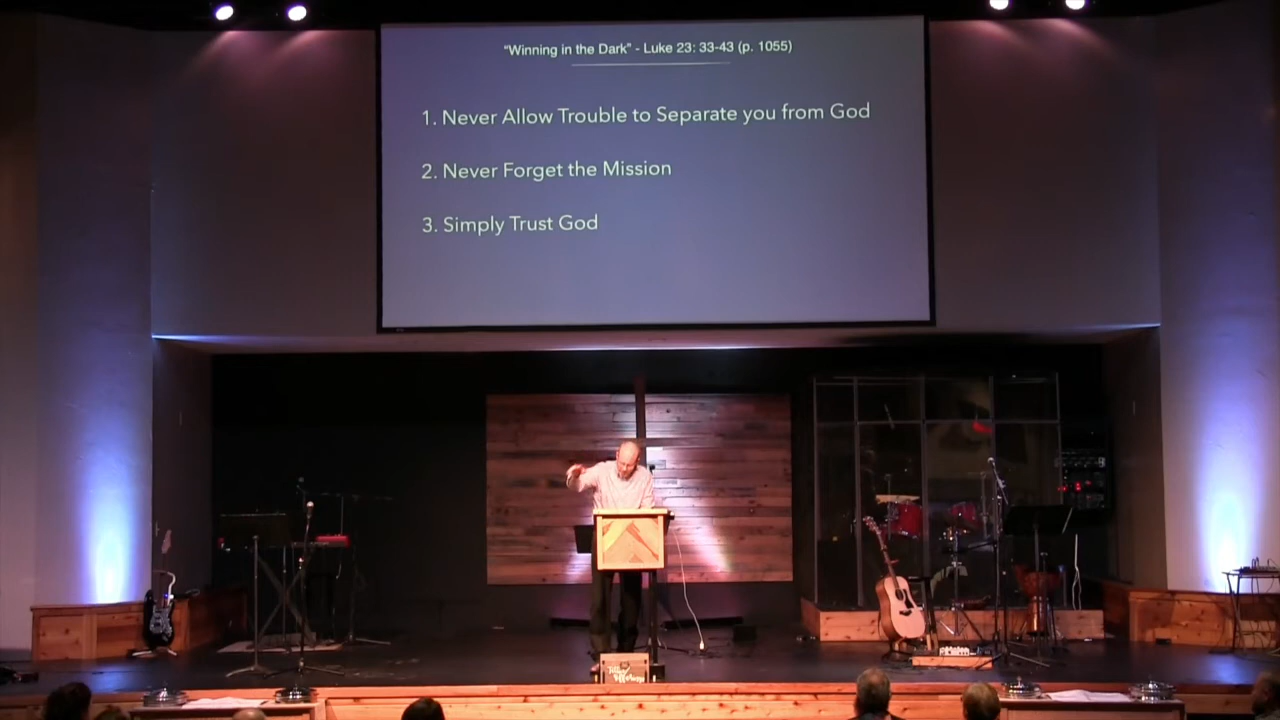 “Winning in the Dark” - Luke 23: 33-43 (p. 1055)
1. Never Allow Trouble to Separate you from God
2. Never Forget the Mission
3. Simply Trust God